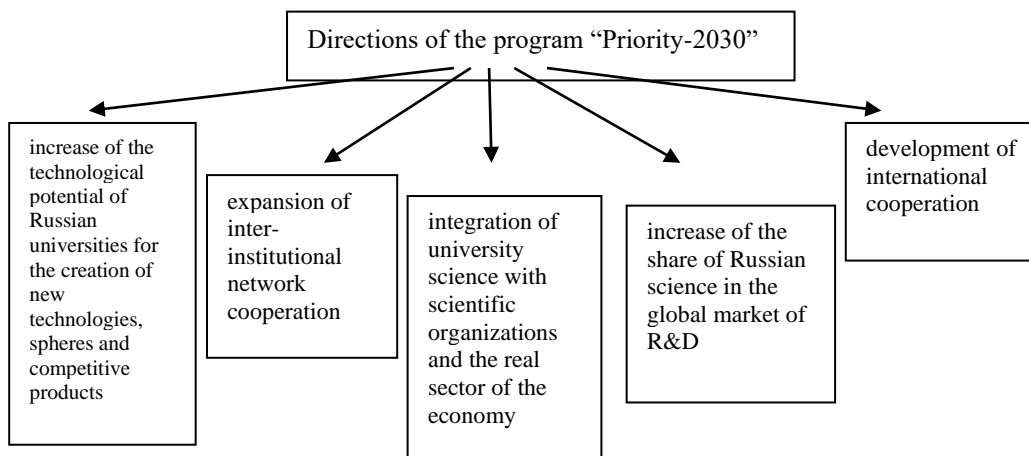 Directions of the program “Priority-2030”
increase of the
technological
potential of
Russian
universities for
the creation of
new
technologies,
spheres and
competitive
products
expansion of
inter-
institutional
network
cooperation
integration of
university
science with
scientific
organizations
and the real
sector of the
economy
increase of the
share of Russian
science in the
global market of
R&D
development of
international
cooperation